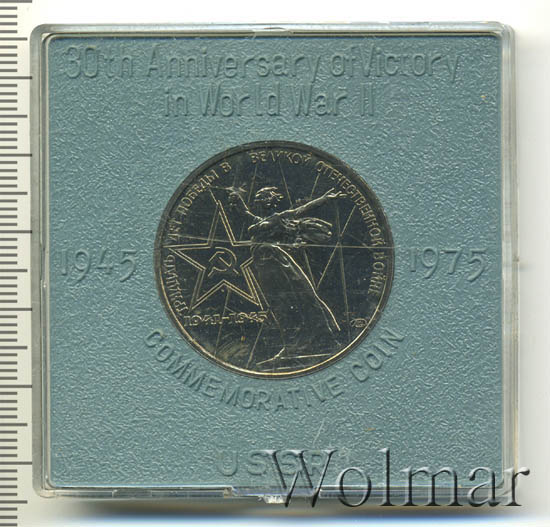 30th Anniversary of Victory
in World War II
ТРИДЦАТЬ ЛЕТ ПОБЕДЫ В ВЕЛИКОЙ ОТЕЧЕСТВЕННОЙ ВОЙНЕ
1945
1975
1941-1945
COMMEMORATIVE COIN
USSR
Wolmar